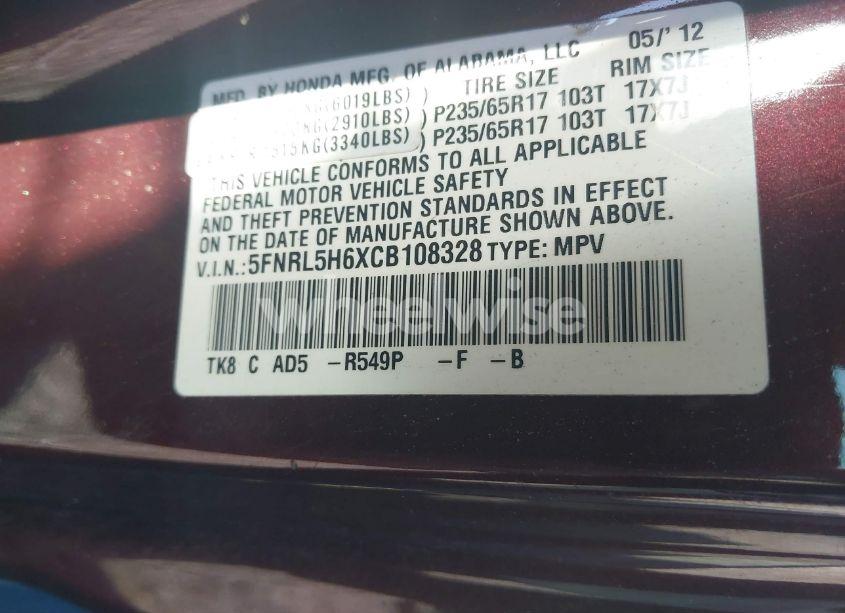 MFD. BY HONDA MFG. OF ALABAMA, LLC 05/'12
TIRE SIZE RIM SIZE
(6019LBS) P235/65R17 103T 17X7J
KG(2910LBS) P235/65R17 103T 17X7J
1515KG(3340LBS)
THIS VEHICLE CONFORMS TO ALL APPLICABLE
FEDERAL MOTOR VEHICLE SAFETY
AND THEFT PREVENTION STANDARDS IN EFFECT
ON THE DATE OF MANUFACTURE SHOWN ABOVE.
V.I.N.:5FNRL5H6XCB108328 TYPE: MPV
wheelwise
TK8 C AD5 -R549P -F -B